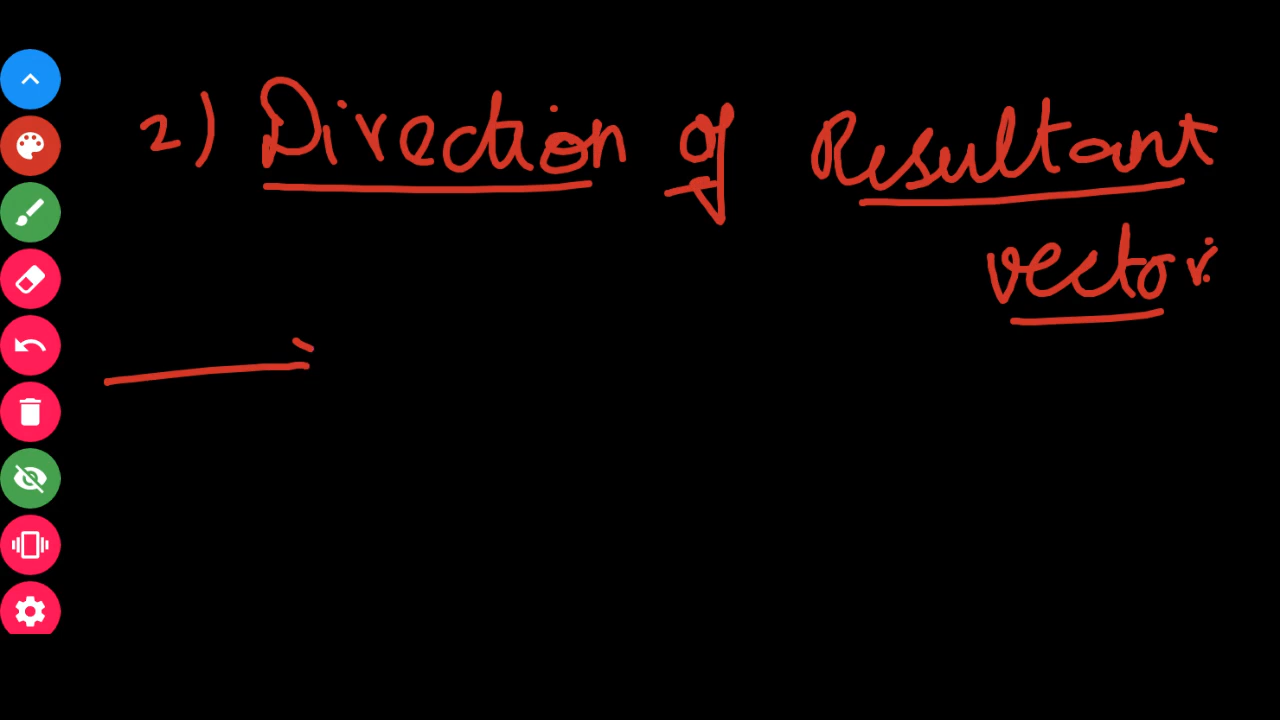 2) Direction of Resultant
vector: